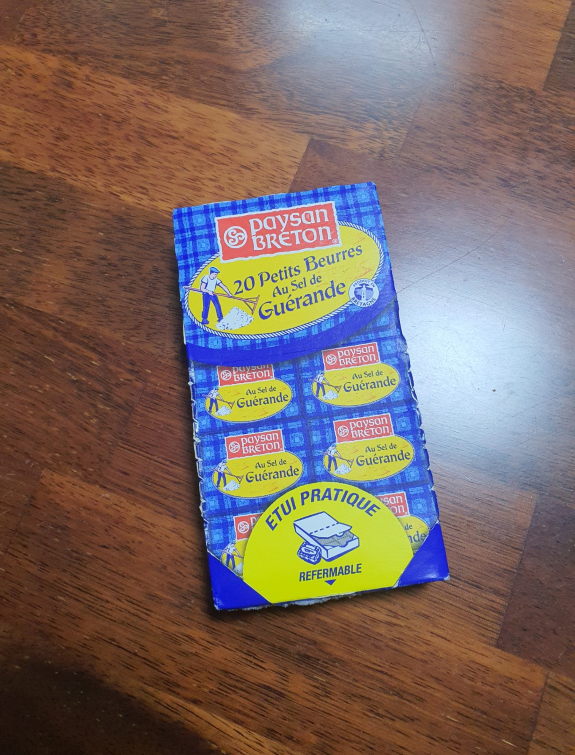 paysan
BRETON
20 Petits Beurres
Au Sel de
Guérande
paysan
BRETON
Au Sel de
Guérande
paysan
BRETON
Au Sel de
Guérande
paysan
BRETON
Au Sel de
Guérande
paysan
BRETON
Au Sel de
Guérande
ETUI PRATIQUE
REFERMABLE